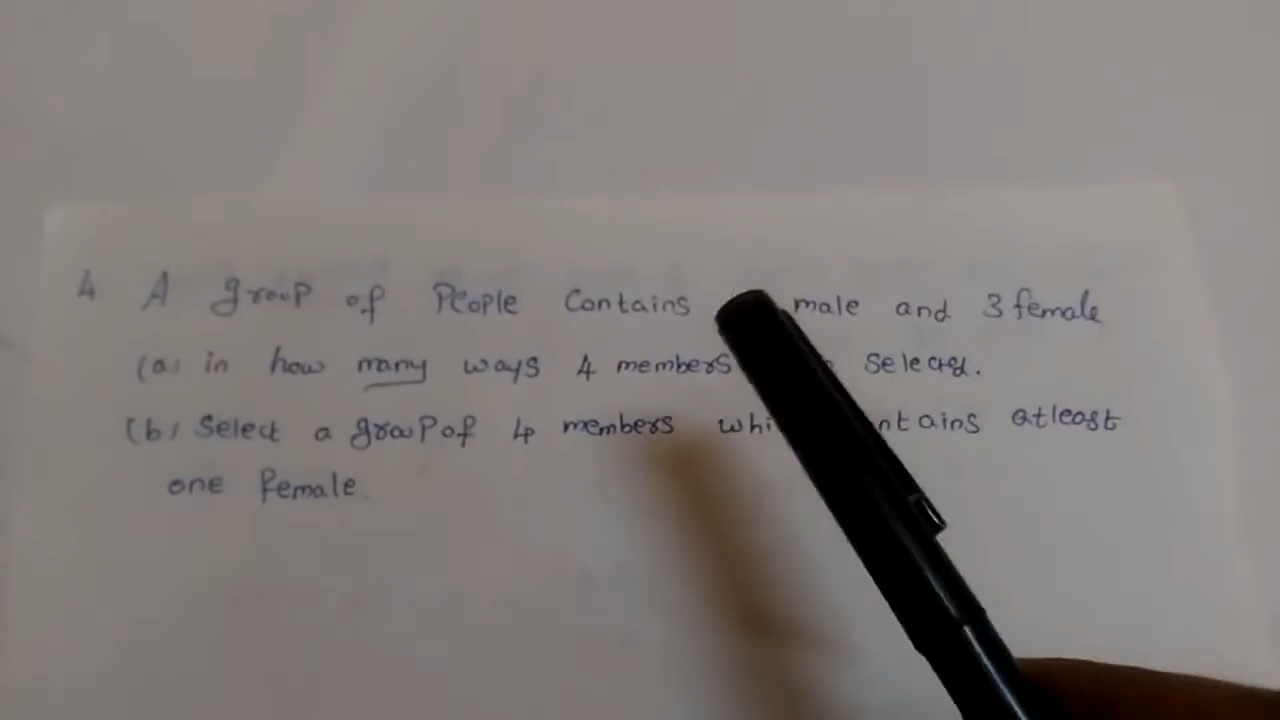 4 A group of People Contains male and 3 female
(a) in how many ways 4 members selected.
(b) Select a group of 4 members whi ntains atleast
one female.